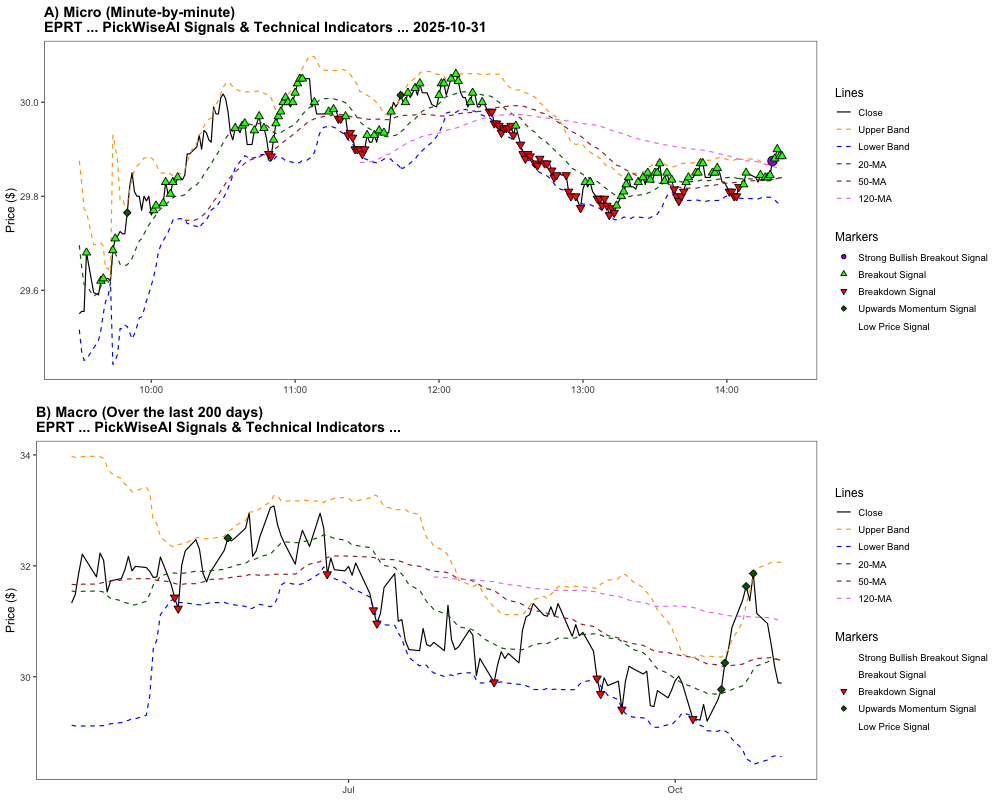 A) Micro (Minute-by-minute)
EPRT ... PickWiseAI Signals & Technical Indicators ... 2025-10-31
Price ($)
30.0
29.8
29.6
10:00
11:00
12:00
13:00
14:00
Lines
Close
Upper Band
Lower Band
20-MA
50-MA
120-MA
Markers
Strong Bullish Breakout Signal
Breakout Signal
Breakdown Signal
Upwards Momentum Signal
Low Price Signal
B) Macro (Over the last 200 days)
EPRT ... PickWiseAI Signals & Technical Indicators ...
Price ($)
34
32
30
Jul
Oct
Lines
Close
Upper Band
Lower Band
20-MA
50-MA
120-MA
Markers
Strong Bullish Breakout Signal
Breakout Signal
Breakdown Signal
Upwards Momentum Signal
Low Price Signal